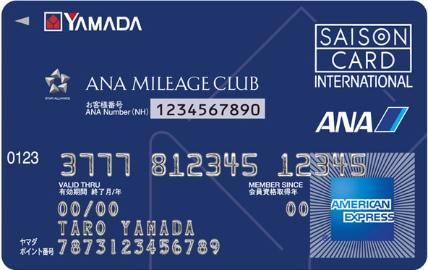 YAMADA
SAISON CARD
INTERNATIONAL
STAR ALLIANCE
ANA MILEAGE CLUB
お客様番号
ANA Number (NH) 1234567890
ANA
0123
3777 812345 12345
VALID THRU
有効期限 終了月/年
MEMBER SINCE
会員資格取得年
00/00
00
AMERICAN EXPRESS
TARO YAMADA
ヤマダ
ポイント番号
7873123456789